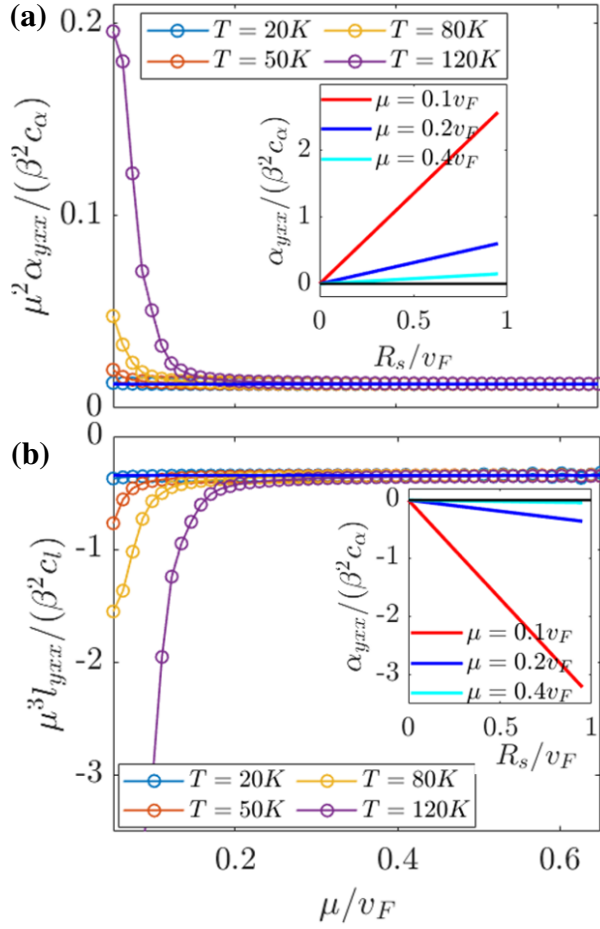 (a)
0.2
0.1
0
μ²α_yxx/(β²c_α)
T = 20K T = 80K
T = 50K T = 120K
μ = 0.1v_F
μ = 0.2v_F
μ = 0.4v_F
α_yxx/(β²c_α)
2
1
0
0 0.5 1
R_s/v_F
(b)
0
-1
-2
-3
μ³l_yxx/(β²c_l)
0
-1
-2
-3
α_yxx/(β²c_α)
μ = 0.1v_F
μ = 0.2v_F
μ = 0.4v_F
0 0.5 1
R_s/v_F
T = 20K T = 80K
T = 50K T = 120K
0.2 0.4 0.6
μ/v_F